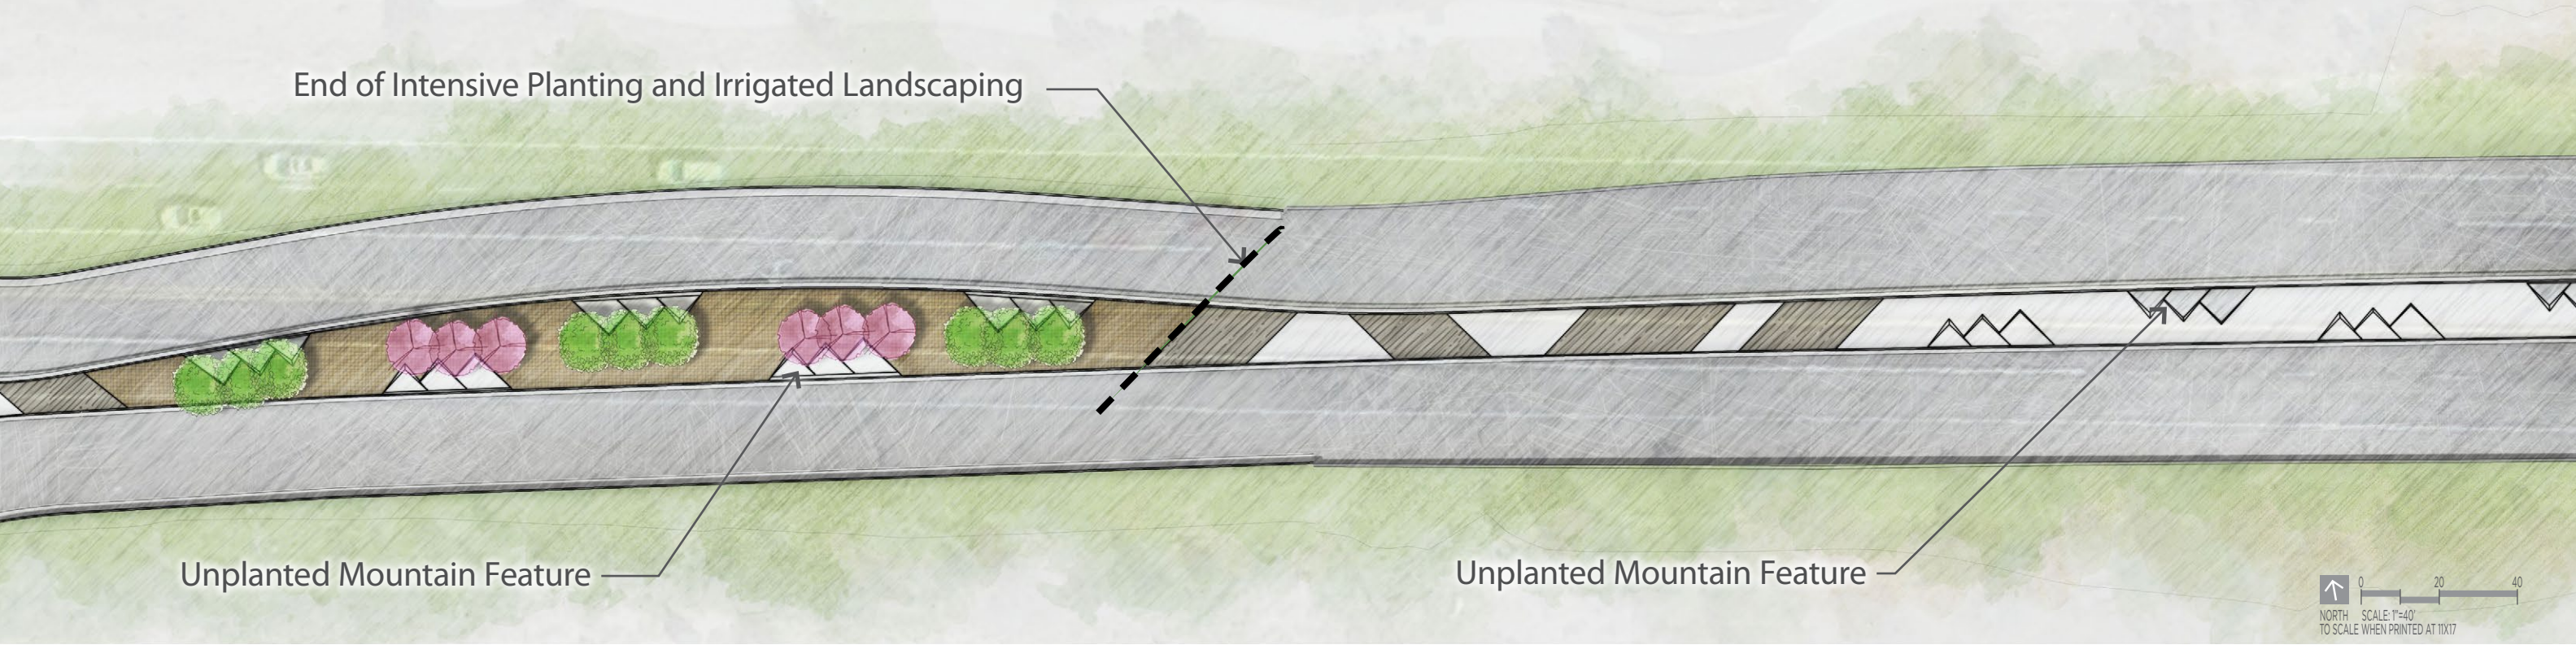 End of Intensive Planting and Irrigated Landscaping
Unplanted Mountain Feature
Unplanted Mountain Feature
0 20 40
NORTH SCALE: 1"=40'
TO SCALE WHEN PRINTED AT 11X17